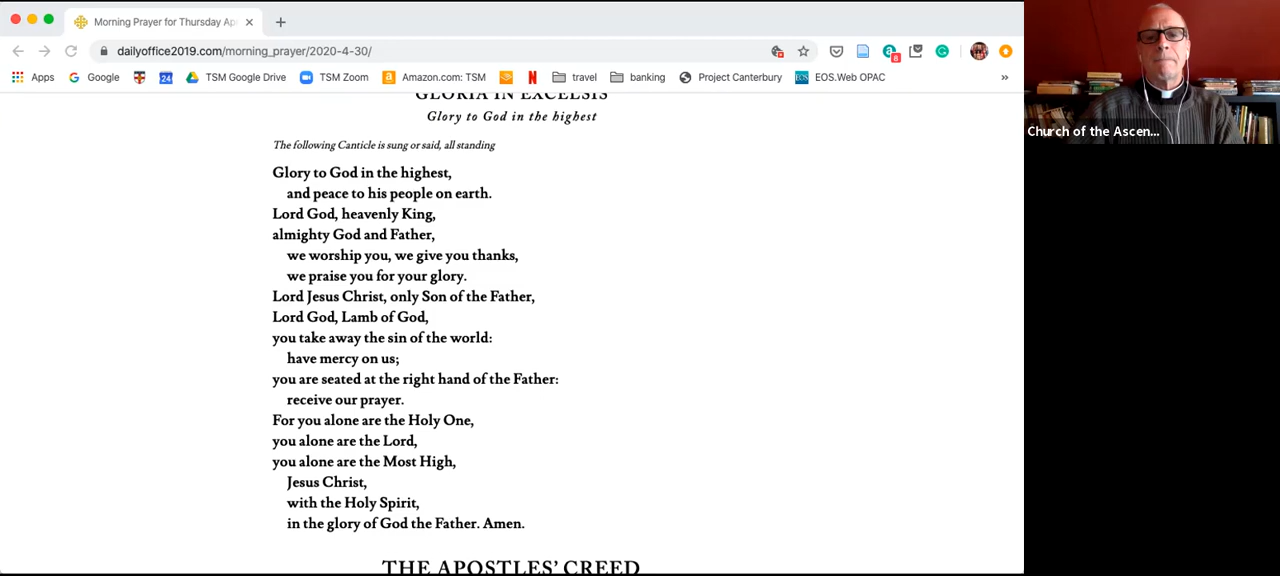 Morning Prayer for Thursday Ap
dailyoffice2019.com/morning_prayer/2020-4-30/
Apps
Google
24
TSM Google Drive
TSM Zoom
Amazon.com: TSM
N
travel
banking
Project Canterbury
EOS
EOS.Web OPAC
»
GLORIA IN EXCELSIS
Glory to God in the highest
The following Canticle is sung or said, all standing
Glory to God in the highest,
and peace to his people on earth.
Lord God, heavenly King,
almighty God and Father,
we worship you, we give you thanks,
we praise you for your glory.
Lord Jesus Christ, only Son of the Father,
Lord God, Lamb of God,
you take away the sin of the world:
have mercy on us;
you are seated at the right hand of the Father:
receive our prayer.
For you alone are the Holy One,
you alone are the Lord,
you alone are the Most High,
Jesus Christ,
with the Holy Spirit,
in the glory of God the Father. Amen.
THE APOSTLES' CREED
Church of the Ascen...